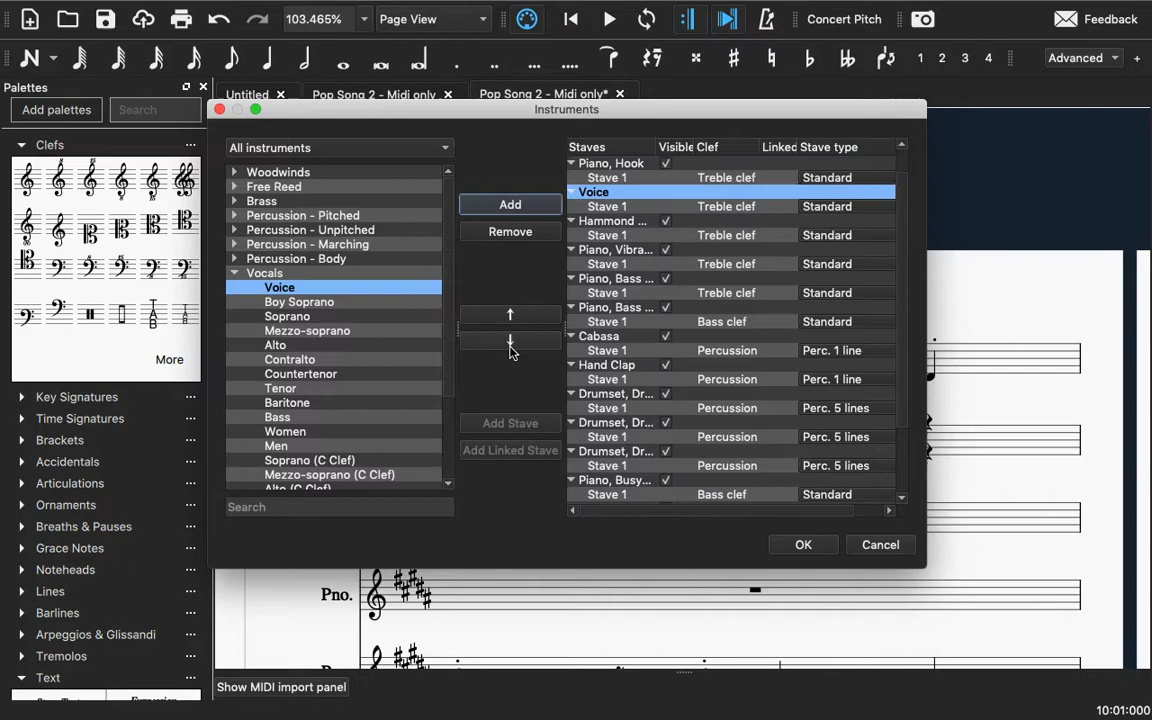 103.465%
Page View
Concert Pitch
Feedback
1 2 3 4
Advanced
+
Palettes
Untitled
Pop Song 2 - Midi only
Pop Song 2 - Midi only*
Add palettes
Search
Instruments
Clefs
More
Key Signatures
Time Signatures
Brackets
Accidentals
Articulations
Ornaments
Breaths & Pauses
Grace Notes
Noteheads
Lines
Barlines
Arpeggios & Glissandi
Tremolos
Text
All instruments
Woodwinds
Free Reed
Brass
Percussion - Pitched
Percussion - Unpitched
Percussion - Marching
Percussion - Body
Vocals
Voice
Boy Soprano
Soprano
Mezzo-soprano
Alto
Contralto
Countertenor
Tenor
Baritone
Bass
Women
Men
Soprano (C Clef)
Mezzo-soprano (C Clef)
Alto (C Clef)
Search
Add
Remove
↑
↓
Add Stave
Add Linked Stave
Staves Visible Clef Linked Stave type
Piano, Hook
Stave 1 Treble clef Standard
Voice
Stave 1 Treble clef Standard
Hammond ...
Stave 1 Treble clef Standard
Piano, Vibra...
Stave 1 Treble clef Standard
Piano, Bass ...
Stave 1 Treble clef Standard
Piano, Bass ...
Stave 1 Bass clef Standard
Cabasa
Stave 1 Percussion Perc. 1 line
Hand Clap
Stave 1 Percussion Perc. 1 line
Drumset, Dr...
Stave 1 Percussion Perc. 5 lines
Drumset, Dr...
Stave 1 Percussion Perc. 5 lines
Drumset, Dr...
Stave 1 Percussion Perc. 5 lines
Piano, Busy...
Stave 1 Bass clef Standard
OK
Cancel
Pno.
Show MIDI import panel
10:01:000